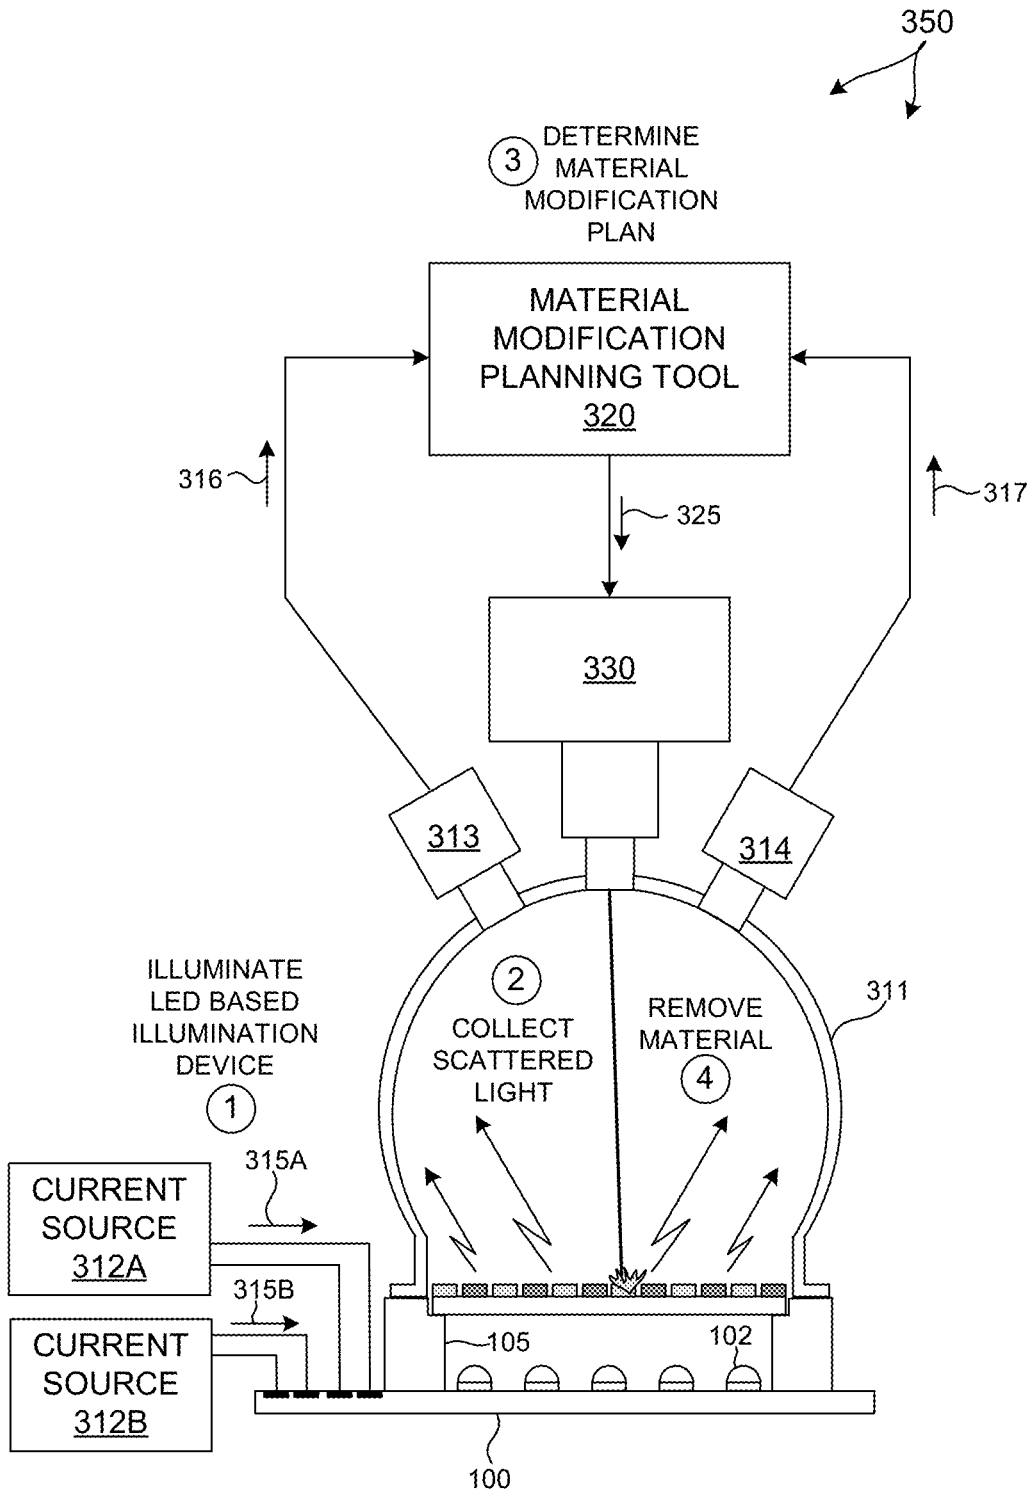 350
3
DETERMINE
MATERIAL
MODIFICATION
PLAN
MATERIAL
MODIFICATION
PLANNING TOOL
320
316
317
325
330
313
314
ILLUMINATE
LED BASED
ILLUMINATION
DEVICE
1
2
COLLECT
SCATTERED
LIGHT
REMOVE
MATERIAL
4
311
315A
CURRENT
SOURCE
312A
315B
CURRENT
SOURCE
312B
105
102
100